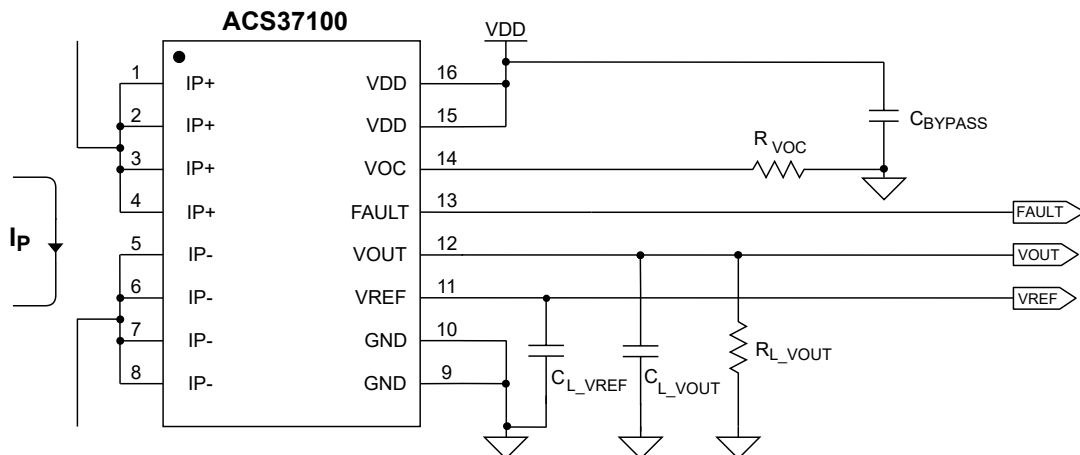 ACS37100
VDD
1 IP+ VDD 16
2 IP+ VDD 15
CBYPASS
3 IP+ VOC 14 RVOC
4 IP+ FAULT 13 FAULT
IP
5 IP- VOUT 12 VOUT
6 IP- VREF 11 VREF
7 IP- GND 10
RL_VOUT
8 IP- GND 9 CL_VREF CL_VOUT